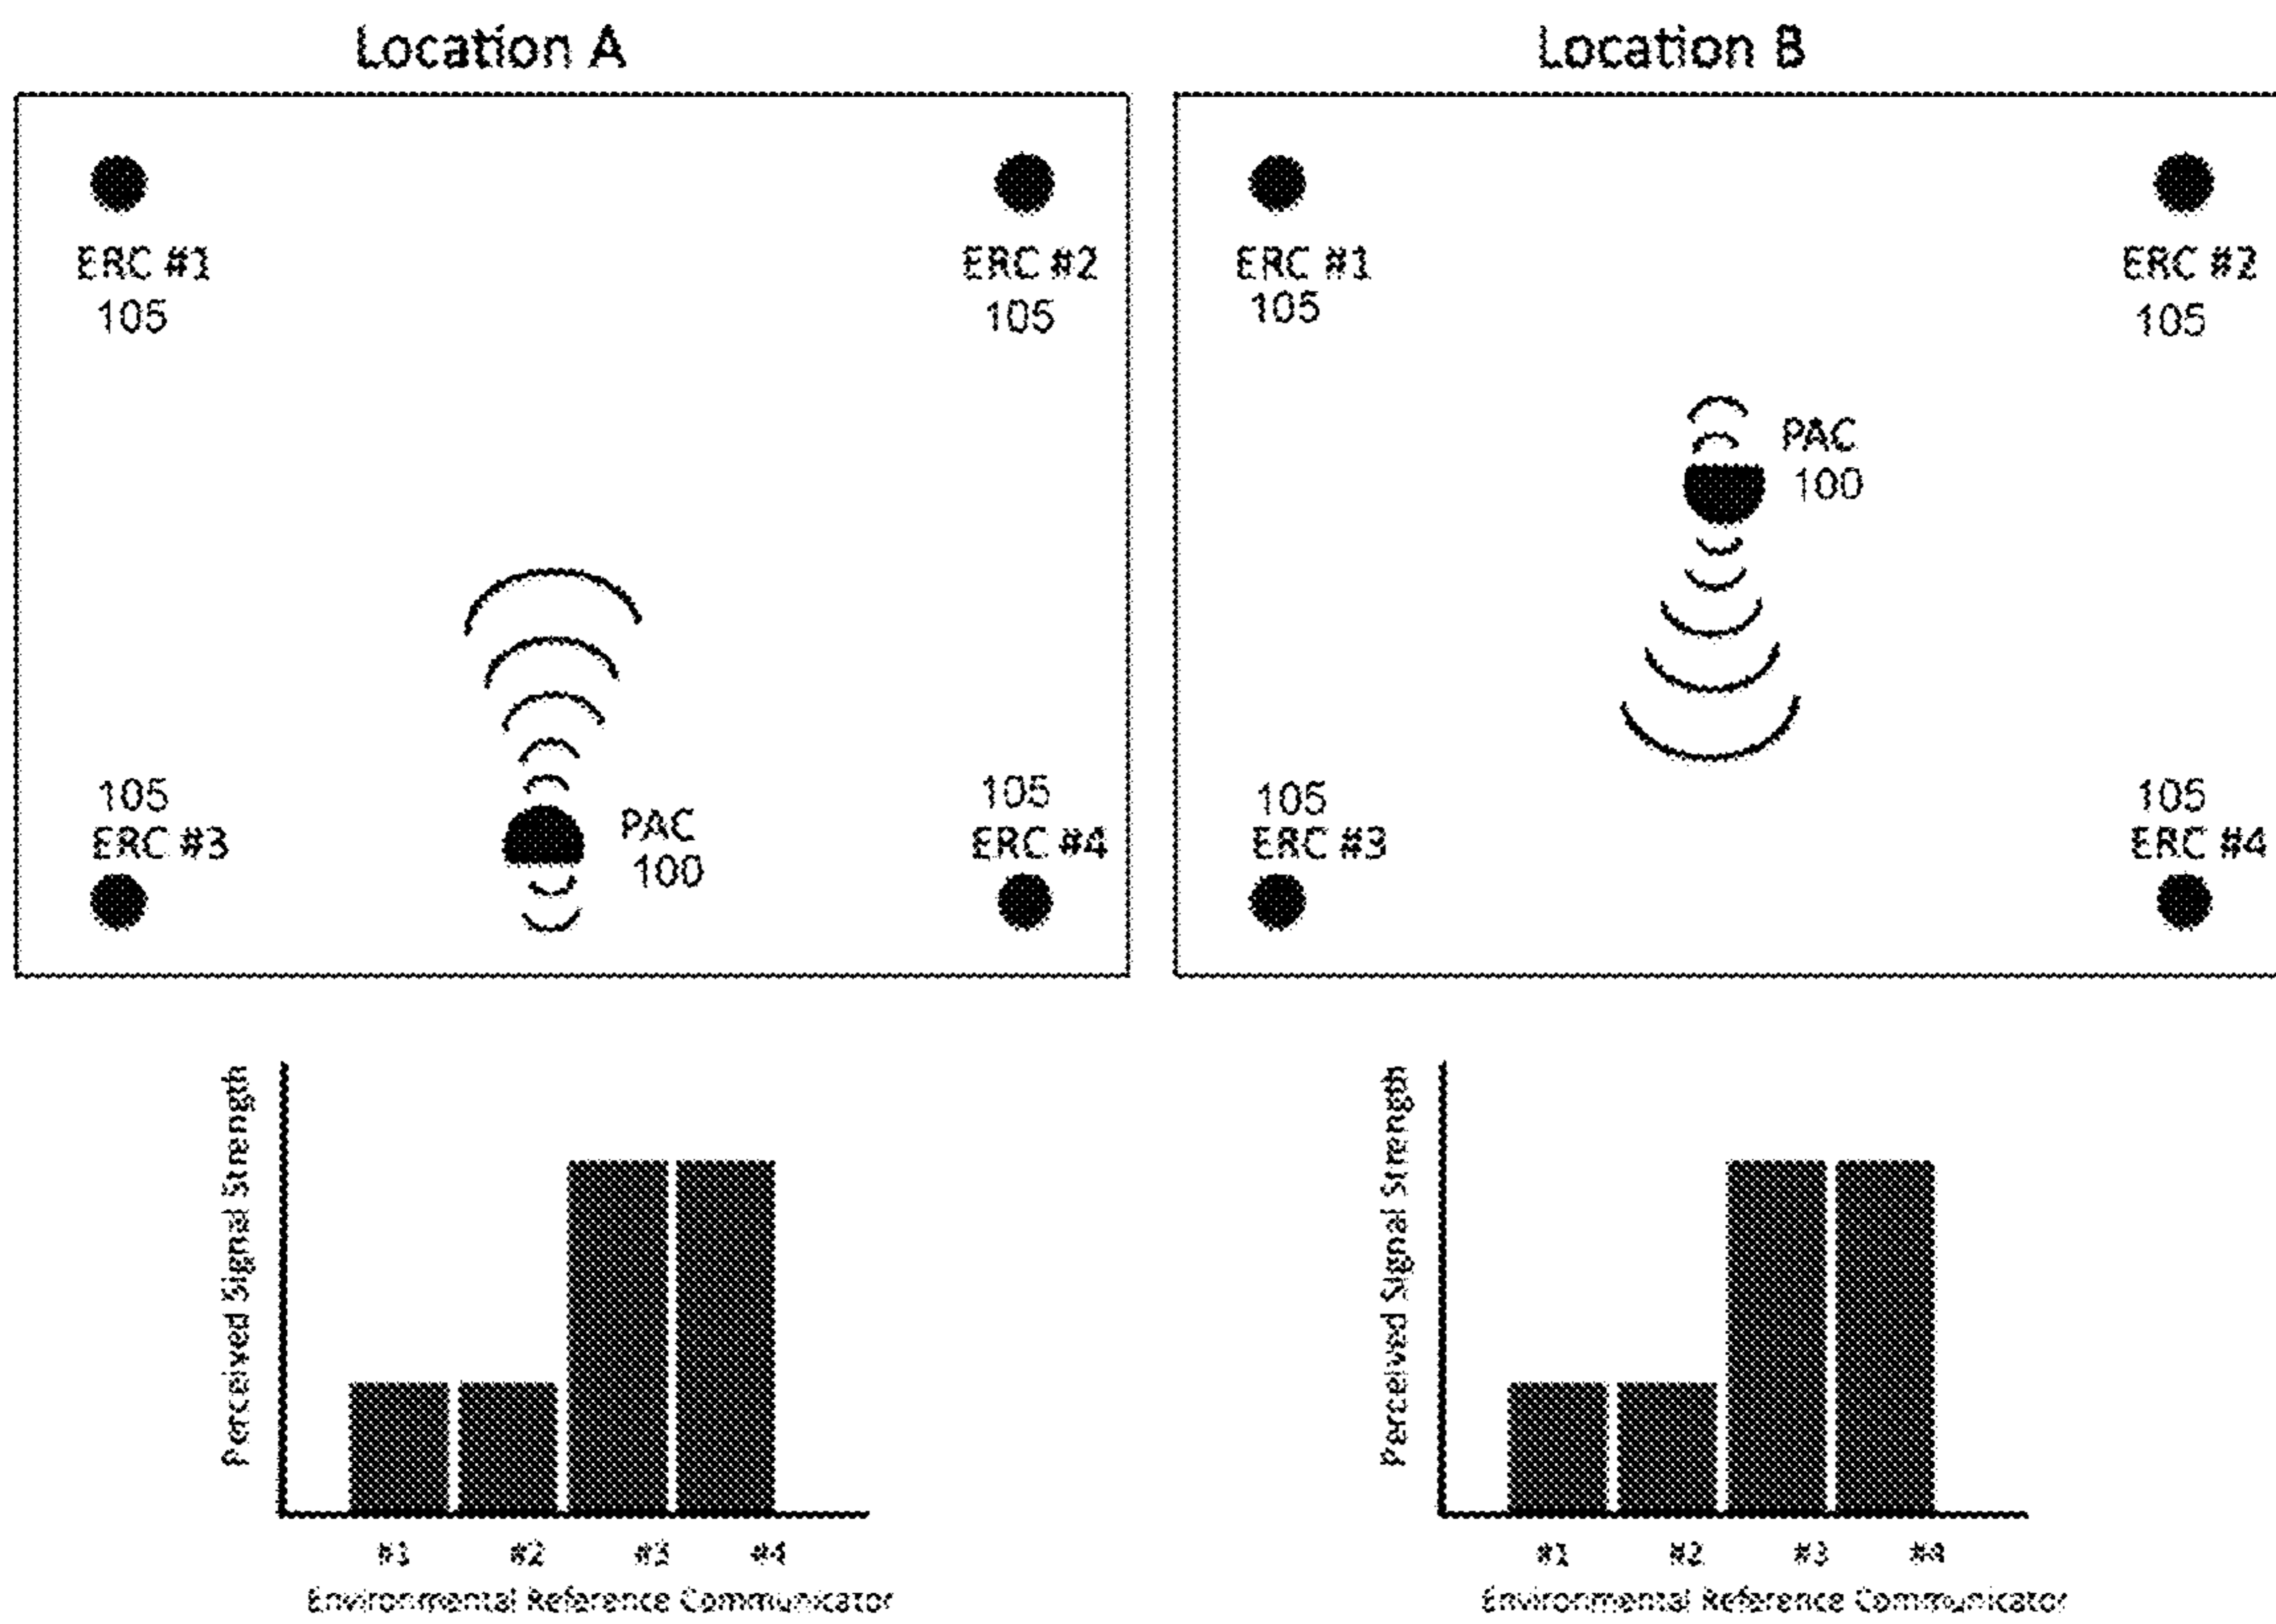 Location A
ERC #1
105
ERC #2
105
PAC
100
105
ERC #3
105
ERC #4
Location B
ERC #1
105
ERC #2
105
PAC
100
105
ERC #3
105
ERC #4
Perceived Signal Strength
#1 #2 #3 #4
Environmental Reference Communicator
Perceived Signal Strength
#1 #2 #3 #4
Environmental Reference Communicator